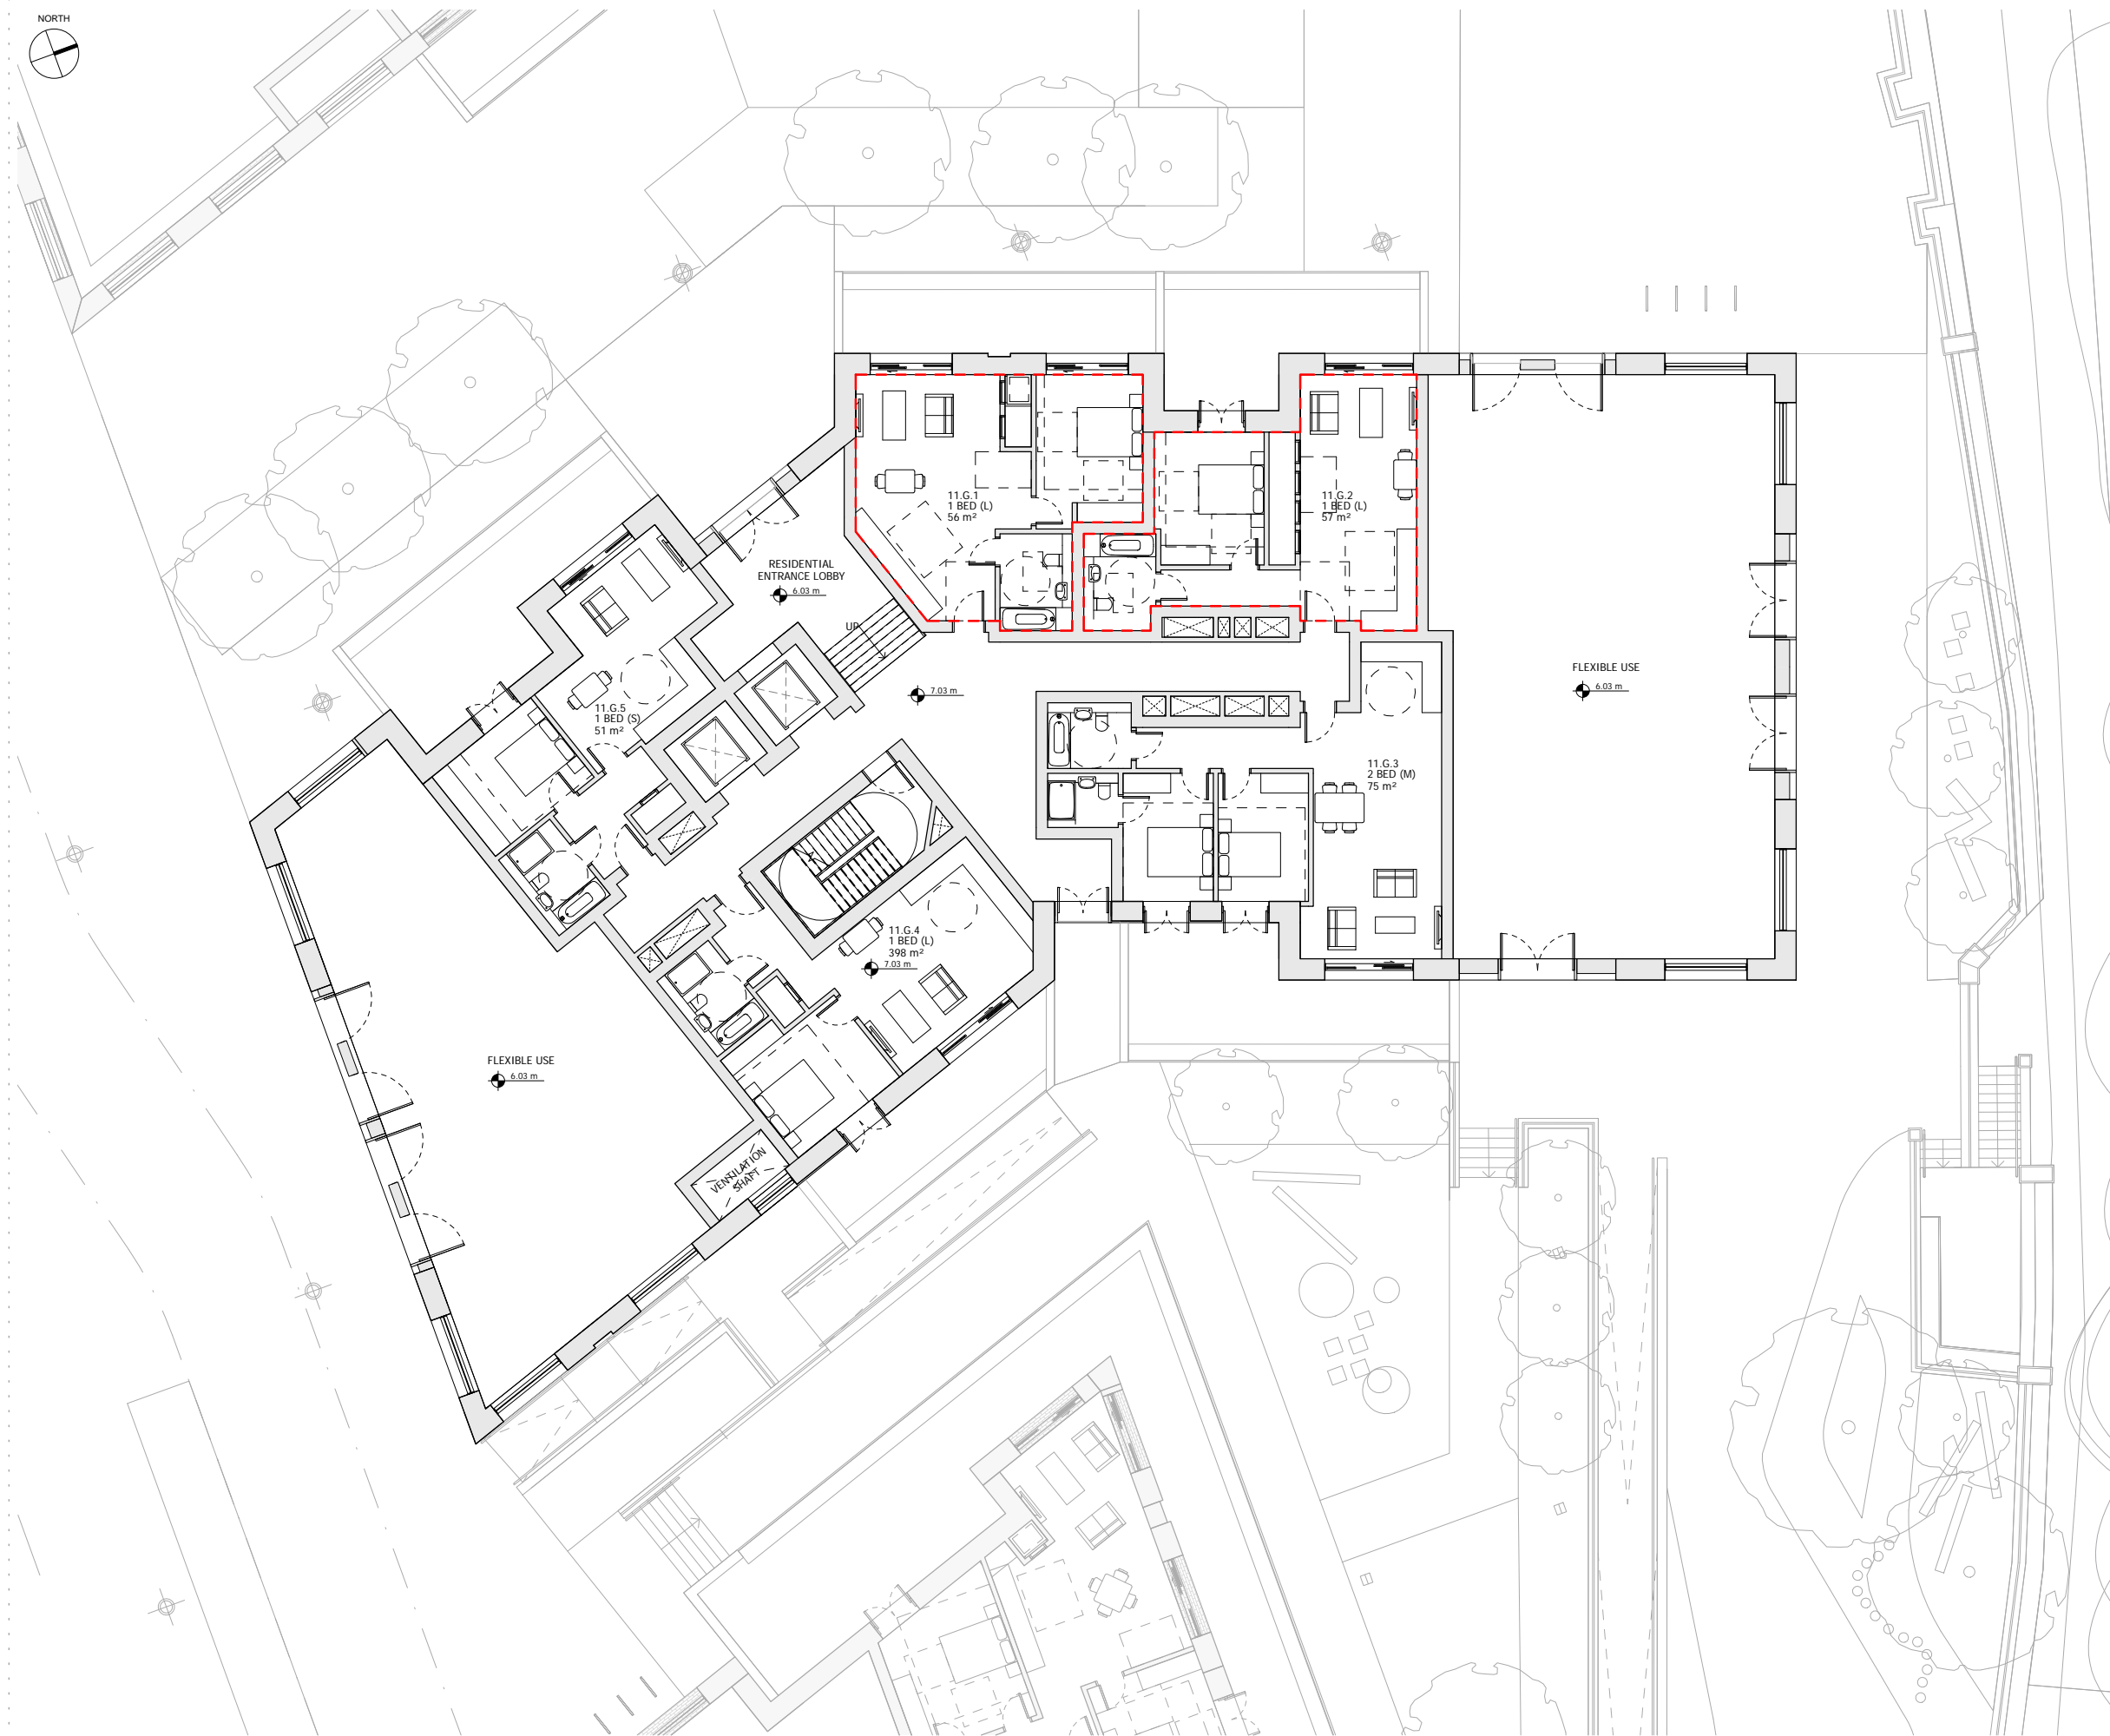 NORTH
11.G.1
1 BED (L)
56 m²
11.G.2
1 BED (L)
57 m²
RESIDENTIAL
ENTRANCE LOBBY
6.03 m
UP
7.03 m
FLEXIBLE USE
6.03 m
11.G.5
1 BED (S)
51 m²
11.G.3
2 BED (M)
75 m²
11.G.4
1 BED (L)
398 m²
7.03 m
FLEXIBLE USE
6.03 m
VENTILATION
SHAFT